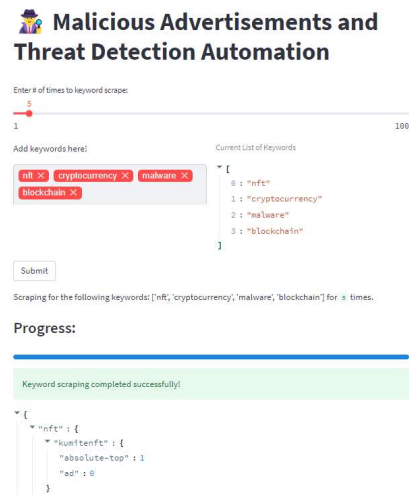 Malicious Advertisements and
Threat Detection Automation
Enter # of times to keyword scrape:
5
1 100
Add keywords here!
nft × cryptocurrency × malware ×
blockchain ×
Current List of Keywords
[
0 : "nft"
1 : "cryptocurrency"
2 : "malware"
3 : "blockchain"
]
Submit
Scraping for the following keywords: ['nft', 'cryptocurrency', 'malware', 'blockchain'] for 5 times.
Progress:
Keyword scraping completed successfully!
{
"nft" : {
"kumitenft" : {
"absolute-top" : 1
"ad" : 0
}